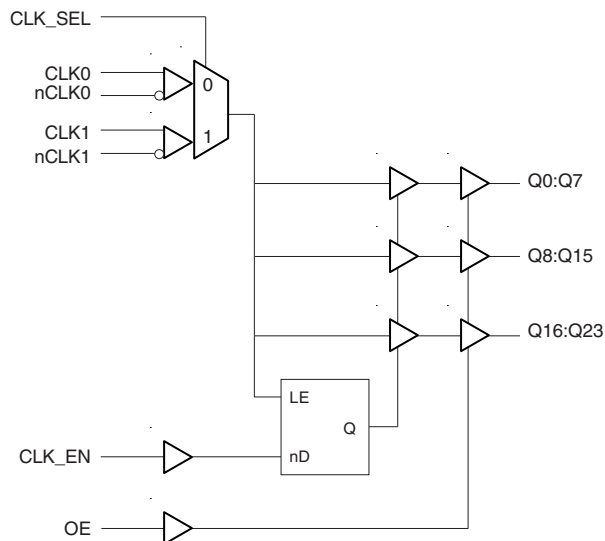 CLK_SEL
CLK0
nCLK0
0
CLK1
nCLK1
1
Q0:Q7
Q8:Q15
Q16:Q23
LE
Q
CLK_EN
nD
OE